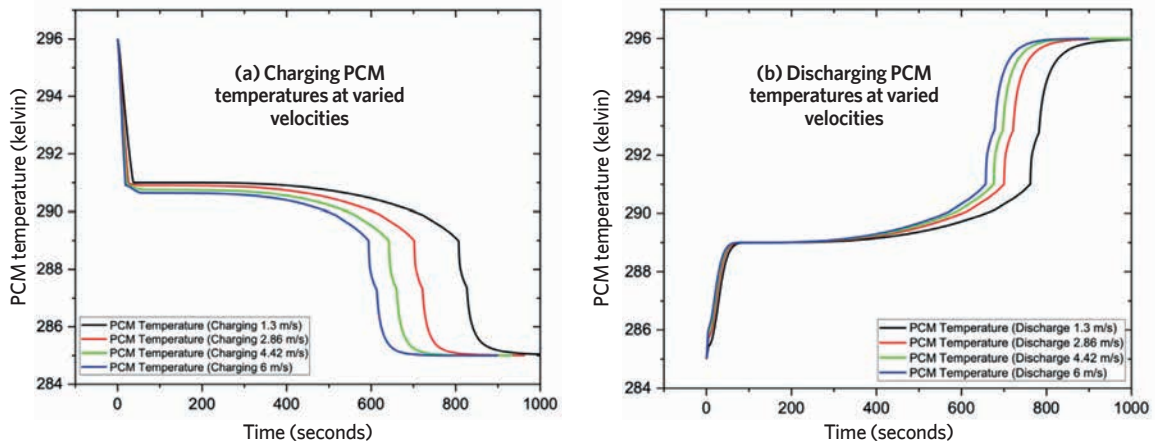 (a) Charging PCM
temperatures at varied
velocities
PCM temperature (kelvin)
296
294
292
290
288
286
284
PCM Temperature (Charging 1.3 m/s)
PCM Temperature (Charging 2.86 m/s)
PCM Temperature (Charging 4.42 m/s)
PCM Temperature (Charging 6 m/s)
0
200
400
600
800
1000
Time (seconds)
(b) Discharging PCM
temperatures at varied
velocities
PCM temperature (kelvin)
296
294
292
290
288
286
284
PCM Temperature (Discharge 1.3 m/s)
PCM Temperature (Discharge 2.86 m/s)
PCM Temperature (Discharge 4.42 m/s)
PCM Temperature (Discharge 6 m/s)
0
200
400
600
800
1000
Time (seconds)